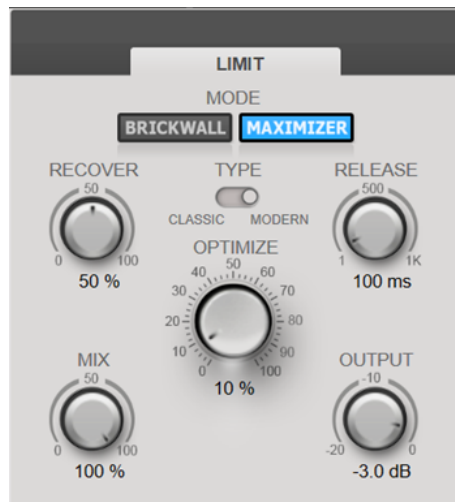 LIMIT
MODE
BRICKWALL MAXIMIZER
RECOVER TYPE RELEASE
50 500
CLASSIC MODERN
0 100 1 1K
50 % 100 ms
OPTIMIZE
50
40 60
30 70
20 80
10 90
0 100
10 %
MIX OUTPUT
50 -10
0 100 -20 0
100 % -3.0 dB